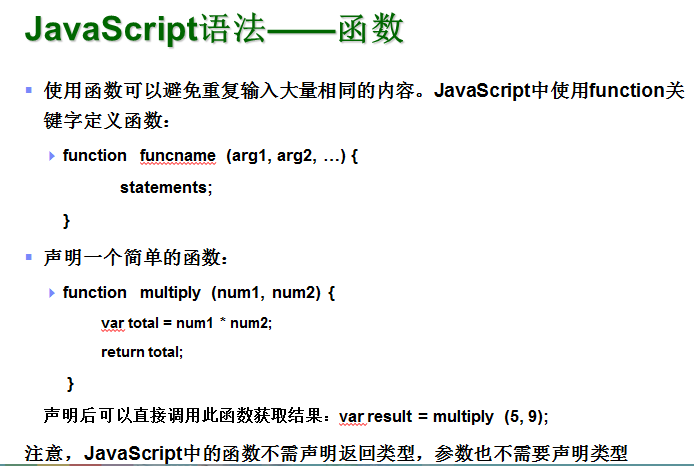 JavaScript语法——函数
使用函数可以避免重复输入大量相同的内容。JavaScript中使用function关
键字定义函数：
function funcname (arg1, arg2, …) {
statements;
}
声明一个简单的函数：
function multiply (num1, num2) {
var total = num1 * num2;
return total;
}
声明后可以直接调用此函数获取结果：var result = multiply (5, 9);
注意，JavaScript中的函数不需声明返回类型，参数也不需要声明类型